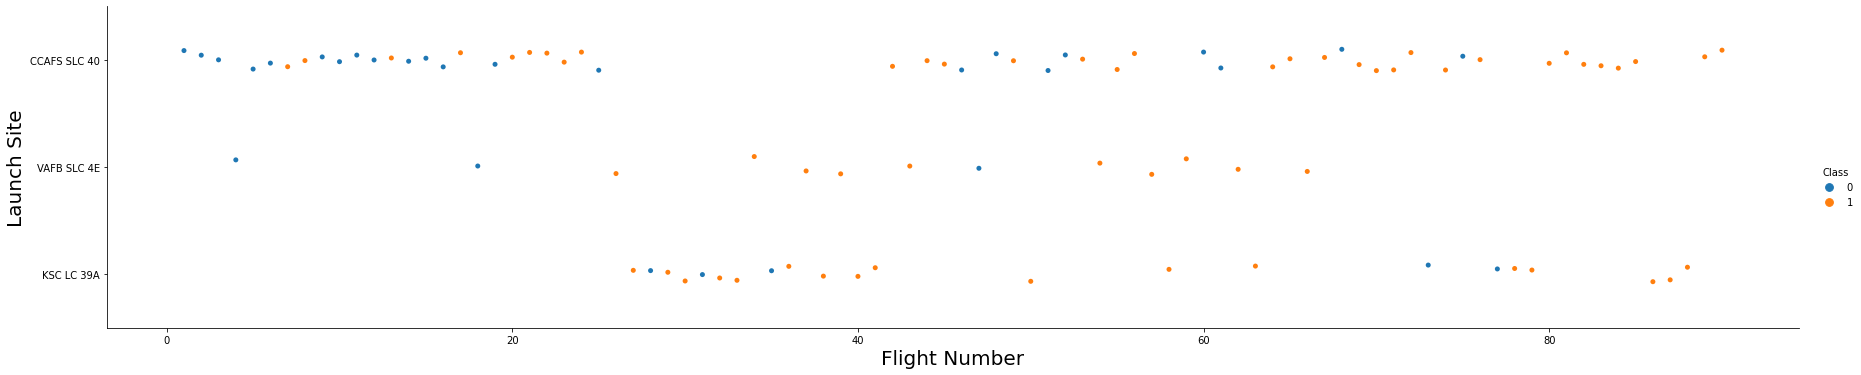 Launch Site
CCAFS SLC 40
VAFB SLC 4E
KSC LC 39A
0
20
40
60
80
Flight Number
Class
0
1